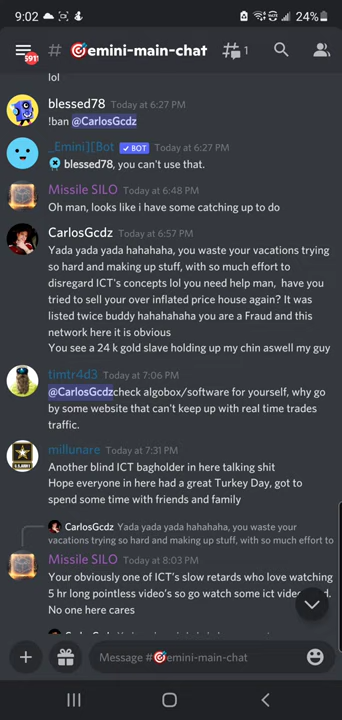 9:02
24%
591
# 🎯emini-main-chat
1
lol
blessed78 Today at 6:27 PM
!ban @CarlosGcdz
_Emini][Bot ✓ BOT Today at 6:27 PM
blessed78, you can't use that.
Missile SILO Today at 6:48 PM
Oh man, looks like i have some catching up to do
CarlosGcdz Today at 6:57 PM
Yada yada yada hahahaha, you waste your vacations trying
so hard and making up stuff, with so much effort to
disregard ICT's concepts lol you need help man, have you
tried to sell your over inflated price house again? It was
listed twice buddy hahahahaha you are a Fraud and this
network here it is obvious
You see a 24 k gold slave holding up my chin aswell my guy
timtr4d3 Today at 7:06 PM
@CarlosGcdzcheck algobox/software for yourself, why go
by some website that can't keep up with real time trades
traffic.
millunare Today at 7:31 PM
Another blind ICT bagholder in here talking shit
Hope everyone in here had a great Turkey Day, got to
spend some time with friends and family
CarlosGcdz Yada yada yada hahahaha, you waste your
vacations trying so hard and making up stuff, with so much effort to
Missile SILO Today at 8:03 PM
Your obviously one of ICT's slow retards who love watching
5 hr long pointless video's so go watch some ict vide
No one here cares
Message #🎯emini-main-chat